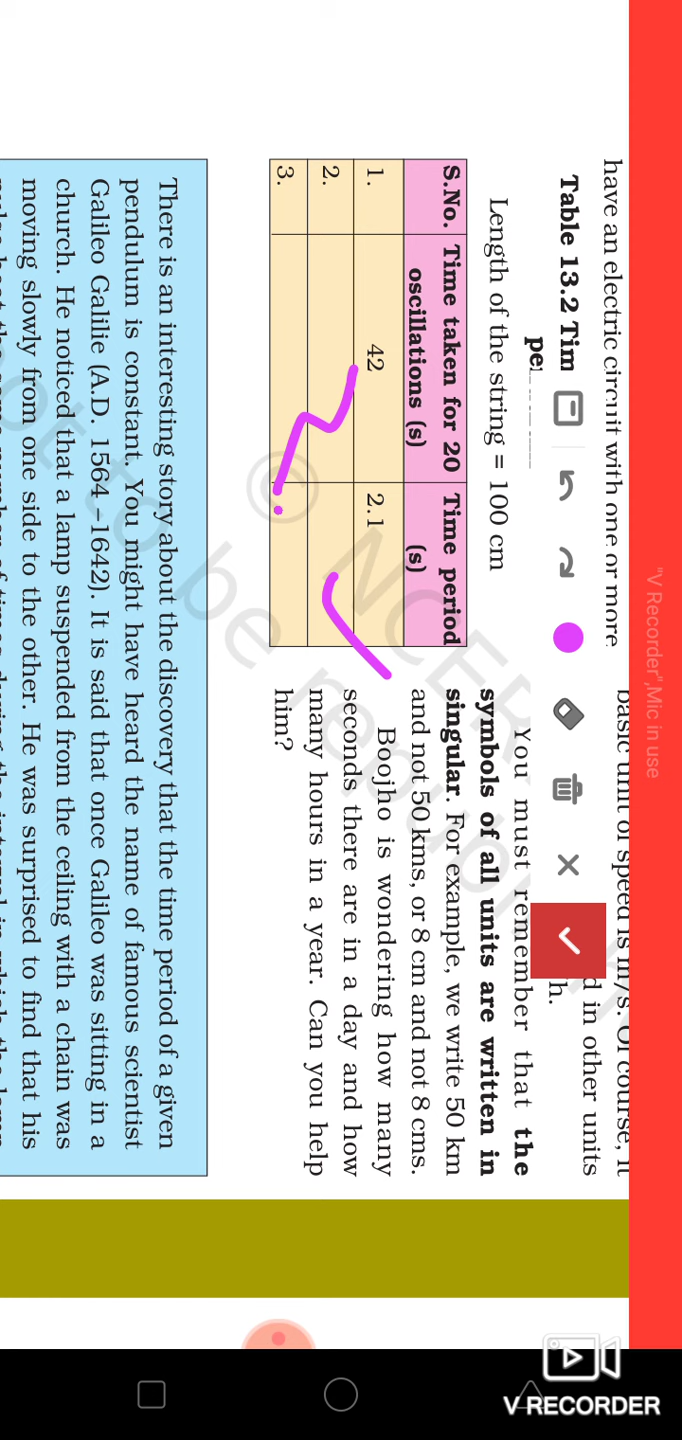 "V Recorder",Mic in use
have an electric circuit with one or more
Table 13.2 Tim
Length of the string = 100 cm
S.No. Time taken for 20 oscillations (s) Time period (s)
1. 42 2.1
2.
3.
basic unit of speed is m/s. Of course, it
d in other units
h.
You must remember that the
symbols of all units are written in
singular. For example, we write 50 km
and not 50 kms, or 8 cm and not 8 cms.
Boojho is wondering how many
seconds there are in a day and how
many hours in a year. Can you help
him?
There is an interesting story about the discovery that the time period of a given
pendulum is constant. You might have heard the name of famous scientist
Galileo Galilie (A.D. 1564 –1642). It is said that once Galileo was sitting in a
church. He noticed that a lamp suspended from the ceiling with a chain was
moving slowly from one side to the other. He was surprised to find that his
© NCER
not to be republi
V RECORDER